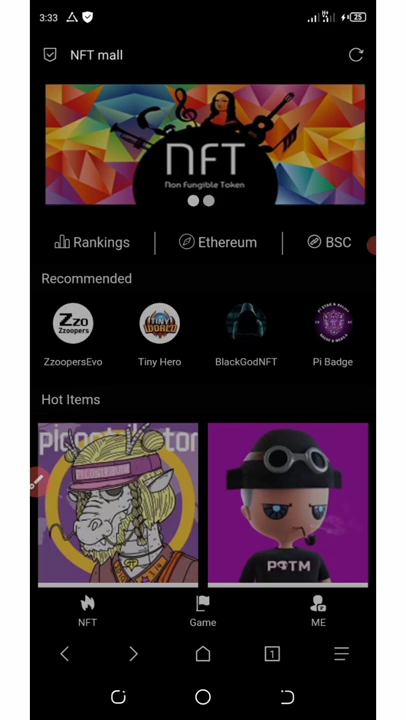 3:33
25
NFT mall
NFT
Non Fungible Token
Rankings
Ethereum
BSC
Recommended
Zzo
Zzoopers
TINY
WORLD
ZzoopersEvo
Tiny Hero
BlackGodNFT
Pi Badge
Hot Items
NFT
Game
ME
1